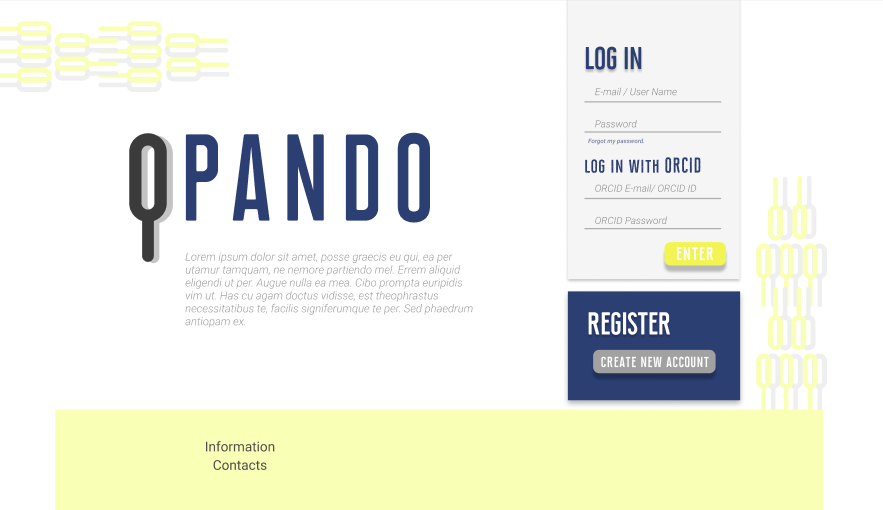 PANDO
Lorem ipsum dolor sit amet, posse graecis eu qui, ea per
utamur tamquam, ne nemore partiendo mel. Errem aliquid
eligendi ut per. Augue nulla ea mea. Cibo prompta euripidis
vim ut. Has cu agam doctus vidisse, est theophrastus
necessitatibus te, facilis signiferumque te per. Sed phaedrum
antiopam ex.
LOG IN
E-mail / User Name
Password
Forgot my password.
LOG IN WITH ORCID
ORCID E-mail/ ORCID ID
ORCID Password
ENTER
REGISTER
CREATE NEW ACCOUNT
Information
Contacts